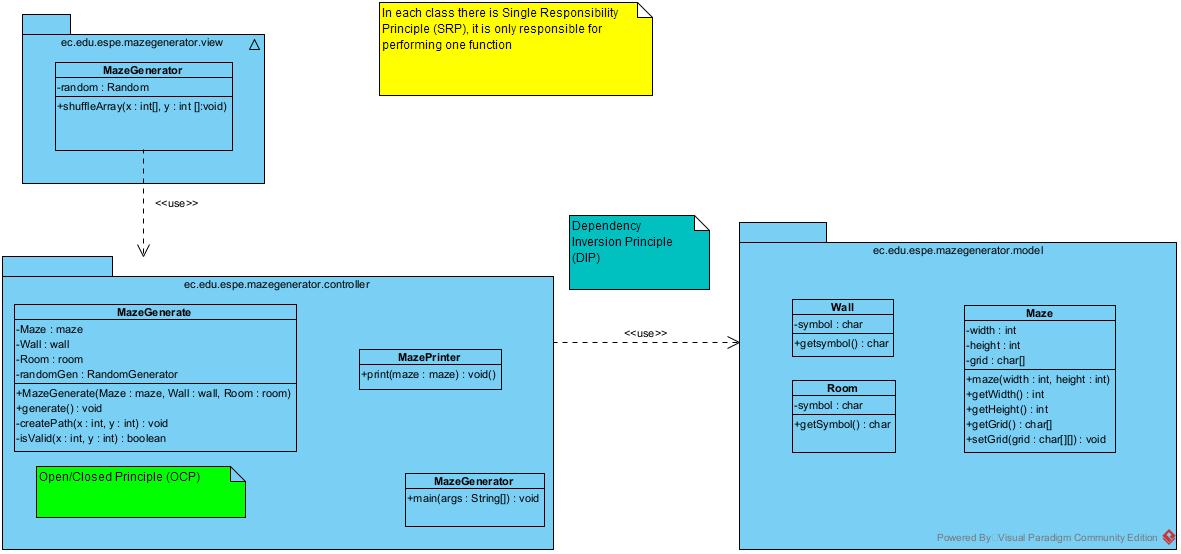 In each class there is Single Responsibility
Principle (SRP), it is only responsible for
performing one function
ec.edu.espe.mazegenerator.view
MazeGenerator
-random : Random
+shuffleArray(x : int[], y : int []:void)
<<use>>
Dependency
Inversion Principle
(DIP)
ec.edu.espe.mazegenerator.controller
MazeGenerate
-Maze : maze
-Wall : wall
-Room : room
-randomGen : RandomGenerator
+MazeGenerate(Maze : maze, Wall : wall, Room : room)
+generate() : void
-createPath(x : int, y : int) : void
-isValid(x : int, y : int) : boolean
MazePrinter
+print(maze : maze) : void()
Open/Closed Principle (OCP)
MazeGenerator
+main(args : String[]) : void
<<use>>
ec.edu.espe.mazegenerator.model
Wall
-symbol : char
+getsymbol() : char
Room
-symbol : char
+getSymbol() : char
Maze
-width : int
-height : int
-grid : char[]
+maze(width : int, height : int)
+getWidth() : int
+getHeight() : int
+getGrid() : char[]
+setGrid(grid : char[][]) : void
Powered By Visual Paradigm Community Edition